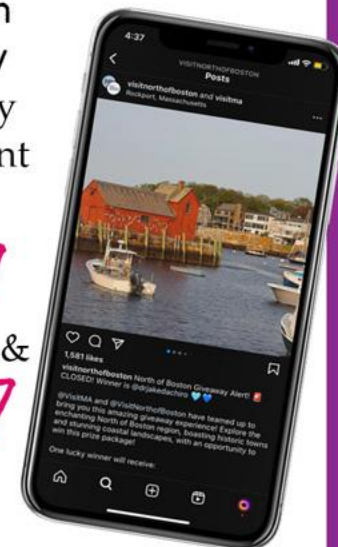 n
y
y
nt
&
4:37
VISITNORTHOFBOSTON
Posts
visitnorthofboston and visitma
Rockport, Massachusetts
1,581 likes
visitnorthofboston North of Boston Giveaway Alert! 🚨
CLOSED! Winner is @drjakedachiro 🩵💙
@VisitMA and @VisitNorthofBoston have teamed up to
bring you this amazing giveaway experience! Explore the
enchanting North of Boston region, boasting historic towns
and stunning coastal landscapes, with an opportunity to
win this prize package!
One lucky winner will receive: